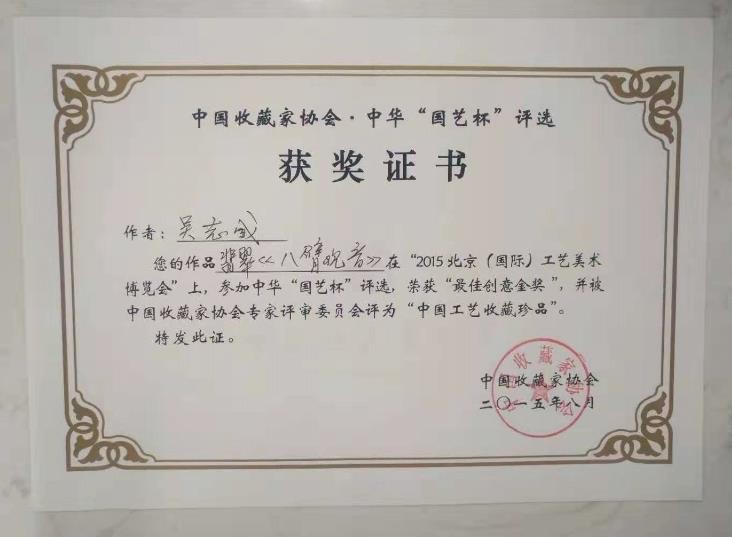 中国收藏家协会·中华“国艺杯”评选
获奖证书
作者：吴志威
您的作品翡翠《八臂观音》在“2015北京（国际）工艺美术
博览会”上，参加中华“国艺杯”评选，荣获“最佳创意金奖”，并被
中国收藏家协会专家评审委员会评为“中国工艺收藏珍品”。
特发此证。
中国收藏家协会
二〇一五年八月